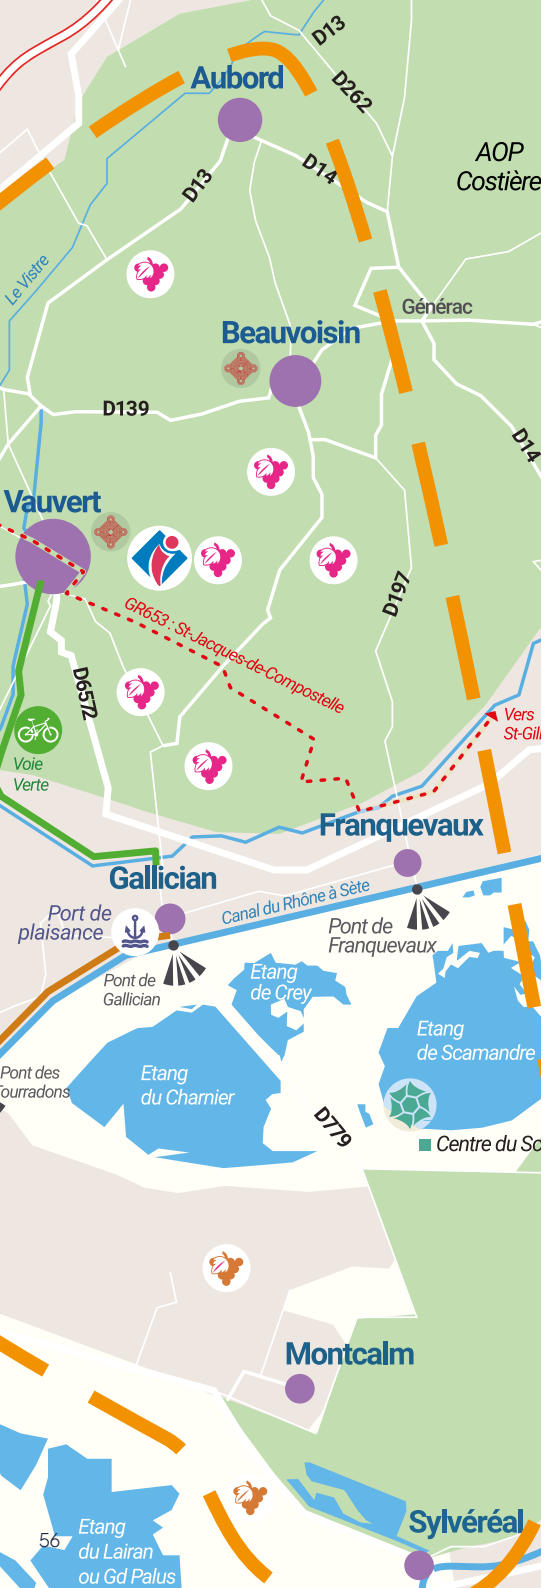 D13
Aubord
D262
AOP
Costière
D14
D13
Le Vistre
Générac
Beauvoisin
D139
D14
Vauvert
D197
GR653 : St-Jacques-de-Compostelle
D6572
Vers
St-Gill
Voie
Verte
Franquevaux
Gallician
Canal du Rhône à Sète
Port de
plaisance
Pont de
Franquevaux
Pont de
Gallician
Etang
de Crey
Etang
de Scamandre
Pont des
Tourradons
Etang
du Charnier
D779
Centre du Sc
Montcalm
Sylvéréal
56
Etang
du Lairan
ou Gd Palus